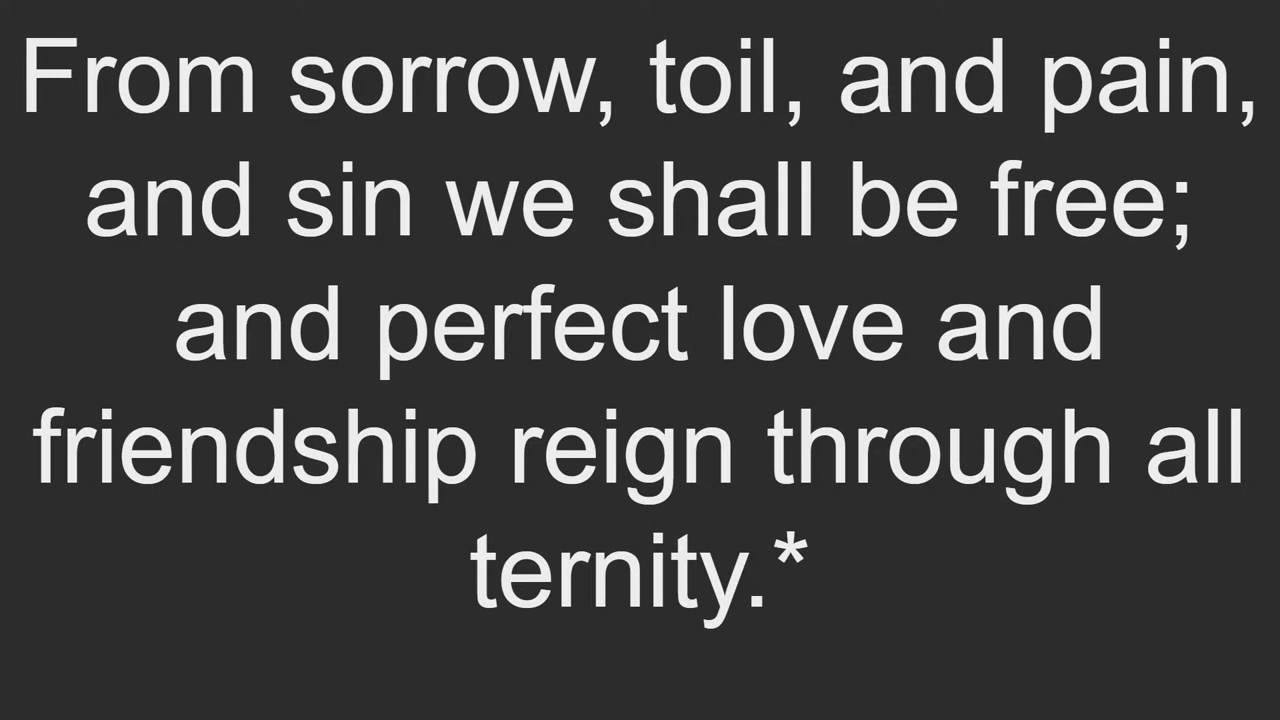 From sorrow, toil, and pain,
and sin we shall be free;
and perfect love and
friendship reign through all
ternity.*